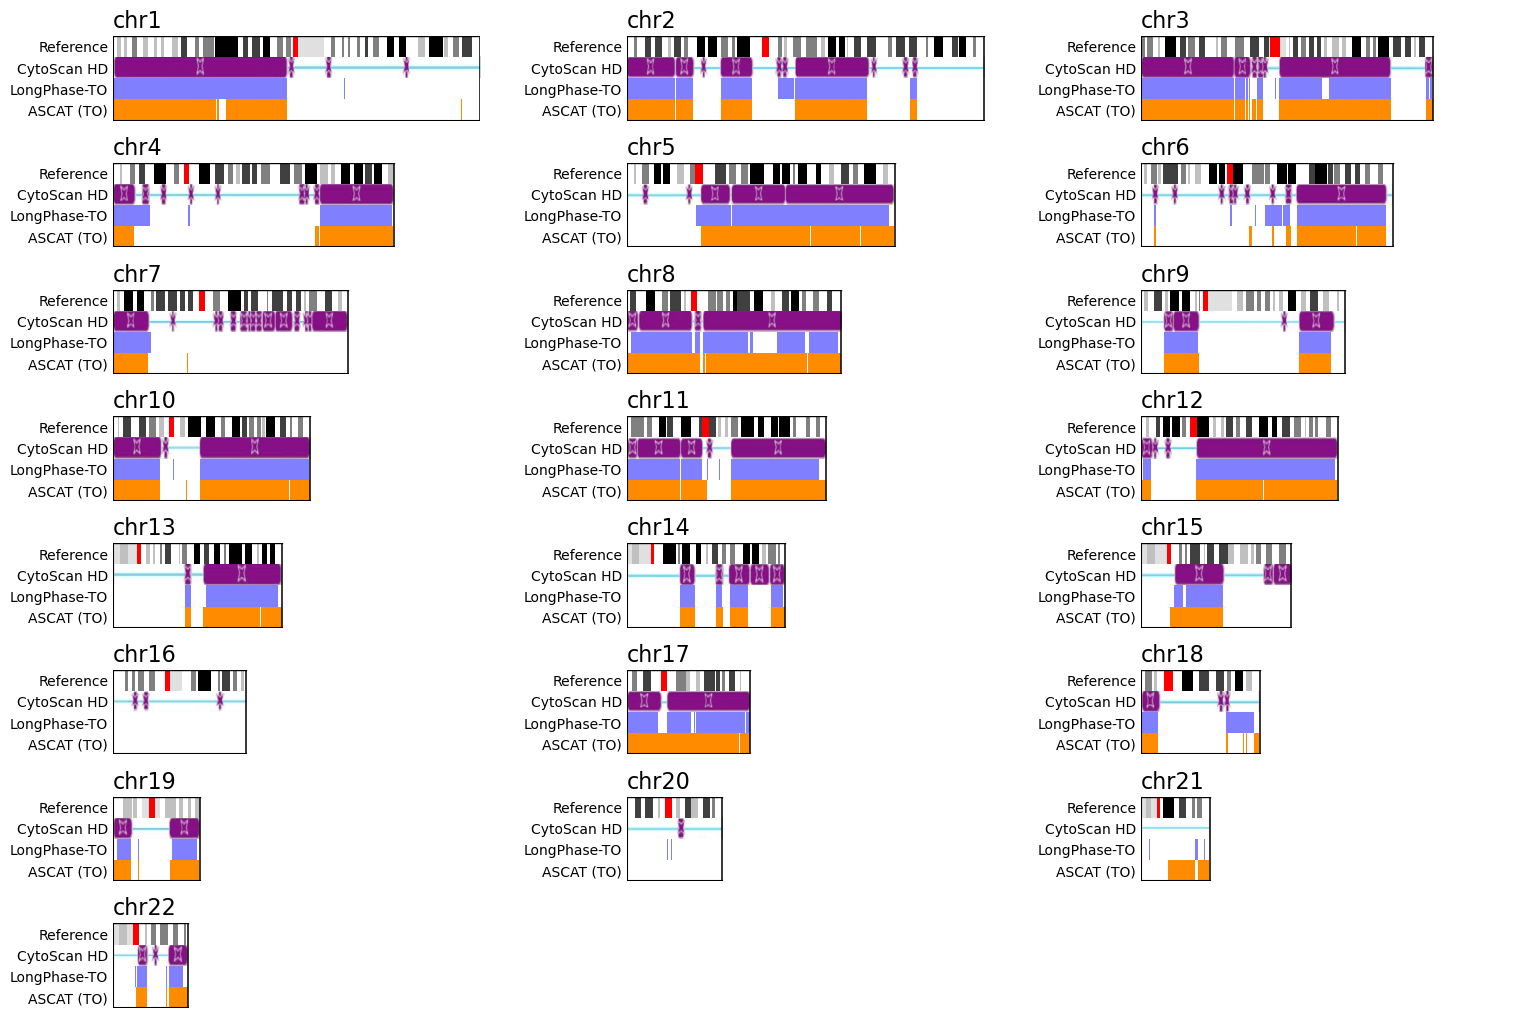 chr1
Reference
CytoScan HD
LongPhase-TO
ASCAT (TO)
chr2
Reference
CytoScan HD
LongPhase-TO
ASCAT (TO)
chr3
Reference
CytoScan HD
LongPhase-TO
ASCAT (TO)
chr4
Reference
CytoScan HD
LongPhase-TO
ASCAT (TO)
chr5
Reference
CytoScan HD
LongPhase-TO
ASCAT (TO)
chr6
Reference
CytoScan HD
LongPhase-TO
ASCAT (TO)
chr7
Reference
CytoScan HD
LongPhase-TO
ASCAT (TO)
chr8
Reference
CytoScan HD
LongPhase-TO
ASCAT (TO)
chr9
Reference
CytoScan HD
LongPhase-TO
ASCAT (TO)
chr10
Reference
CytoScan HD
LongPhase-TO
ASCAT (TO)
chr11
Reference
CytoScan HD
LongPhase-TO
ASCAT (TO)
chr12
Reference
CytoScan HD
LongPhase-TO
ASCAT (TO)
chr13
Reference
CytoScan HD
LongPhase-TO
ASCAT (TO)
chr14
Reference
CytoScan HD
LongPhase-TO
ASCAT (TO)
chr15
Reference
CytoScan HD
LongPhase-TO
ASCAT (TO)
chr16
Reference
CytoScan HD
LongPhase-TO
ASCAT (TO)
chr17
Reference
CytoScan HD
LongPhase-TO
ASCAT (TO)
chr18
Reference
CytoScan HD
LongPhase-TO
ASCAT (TO)
chr19
Reference
CytoScan HD
LongPhase-TO
ASCAT (TO)
chr20
Reference
CytoScan HD
LongPhase-TO
ASCAT (TO)
chr21
Reference
CytoScan HD
LongPhase-TO
ASCAT (TO)
chr22
Reference
CytoScan HD
LongPhase-TO
ASCAT (TO)